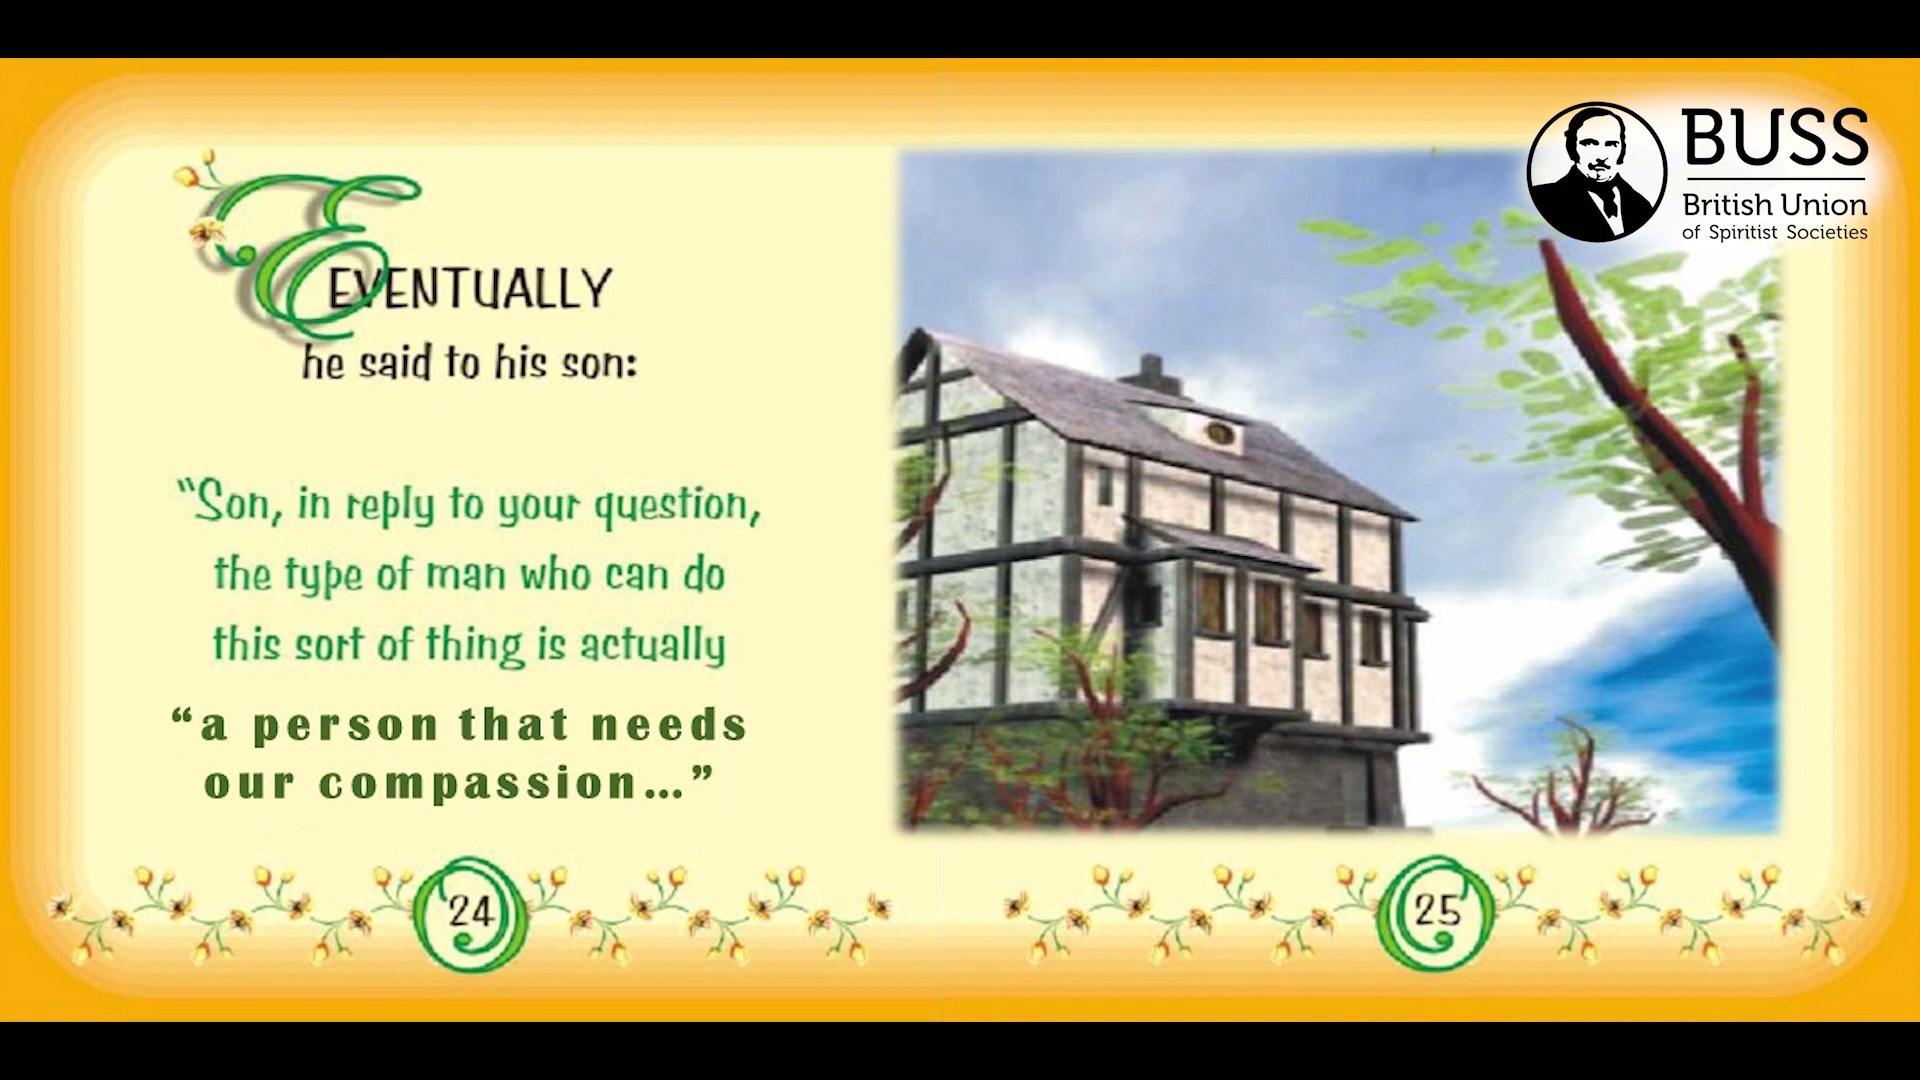 EVENTUALLY
he said to his son:
“Son, in reply to your question,
the type of man who can do
this sort of thing is actually
“a person that needs
our compassion...”
24
BUSS
British Union
of Spiritist Societies
25